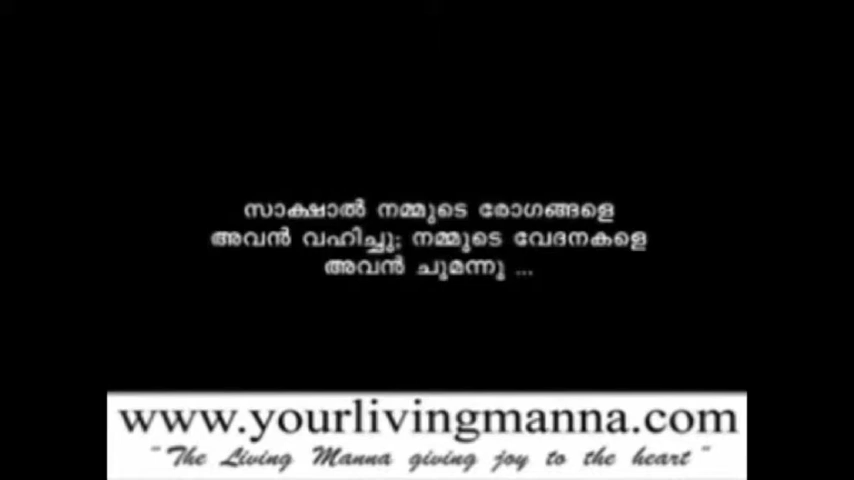 സാക്ഷാൽ നമ്മുടെ രോഗങ്ങളെ
അവൻ വഹിച്ചു; നമ്മുടെ വേദനകളെ
അവൻ ചുമന്നു ...
www.yourlivingmanna.com
"The Living Manna giving joy to the heart"